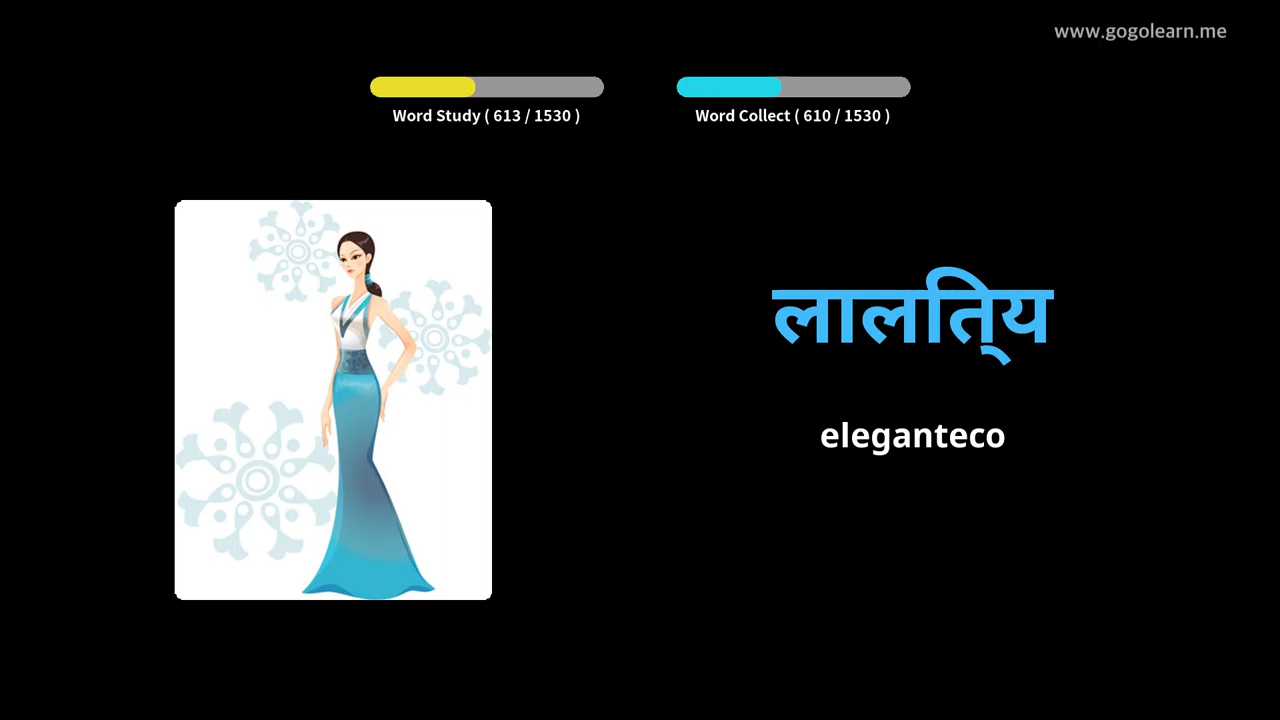 www.gogolearn.me
Word Study ( 613 / 1530 )
Word Collect ( 610 / 1530 )
लालित्य
eleganteco